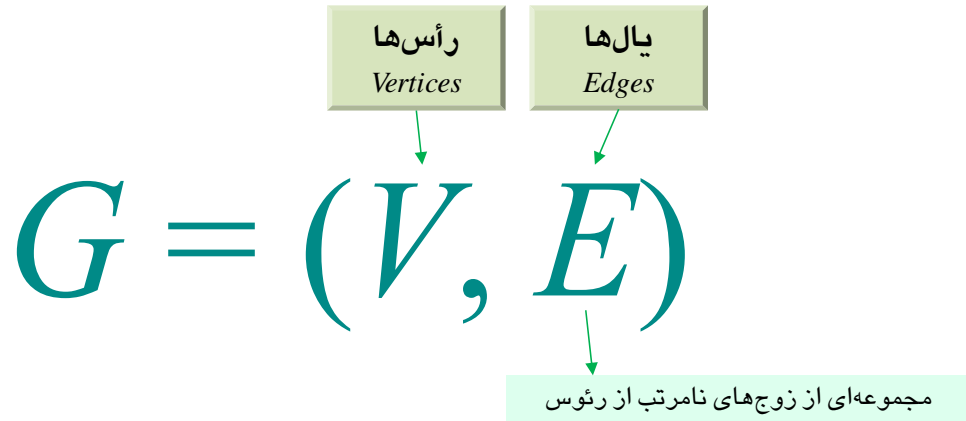 رأس‌ها
Vertices
یال‌ها
Edges
G = (V, E)
مجموعه‌ای از زوج‌های نامرتب از رئوس